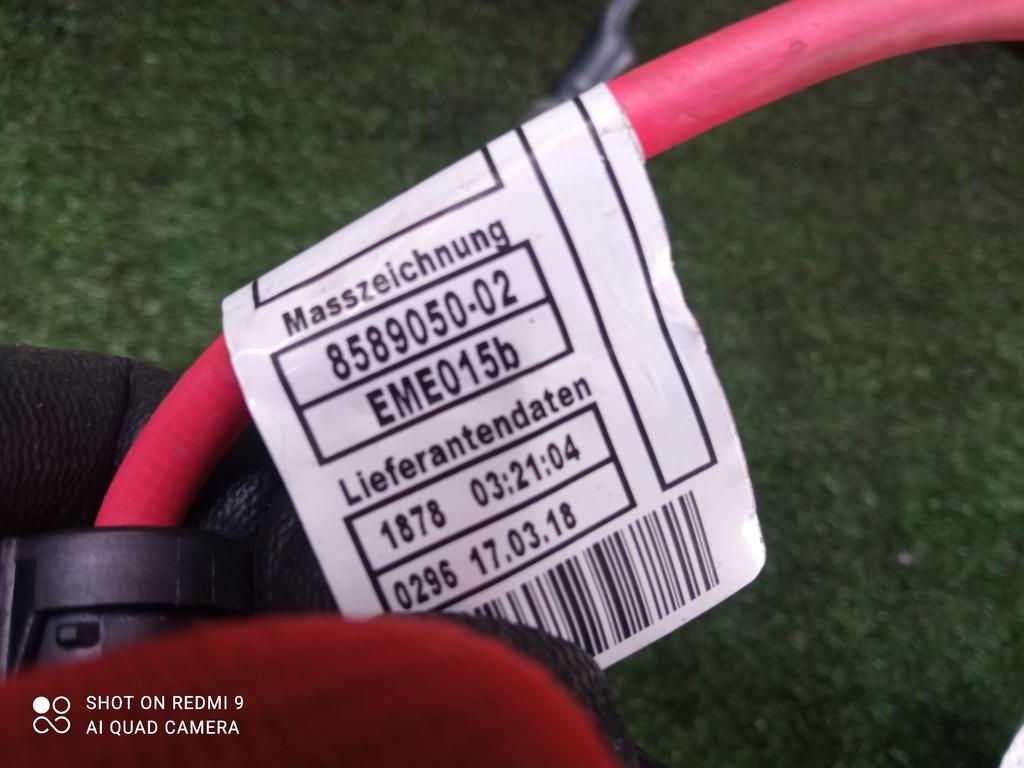 Masszeichnung
8589050-02
EME015b
Lieferantendaten
1878 03:21:04
0296 17.03.18
SHOT ON REDMI 9
AI QUAD CAMERA